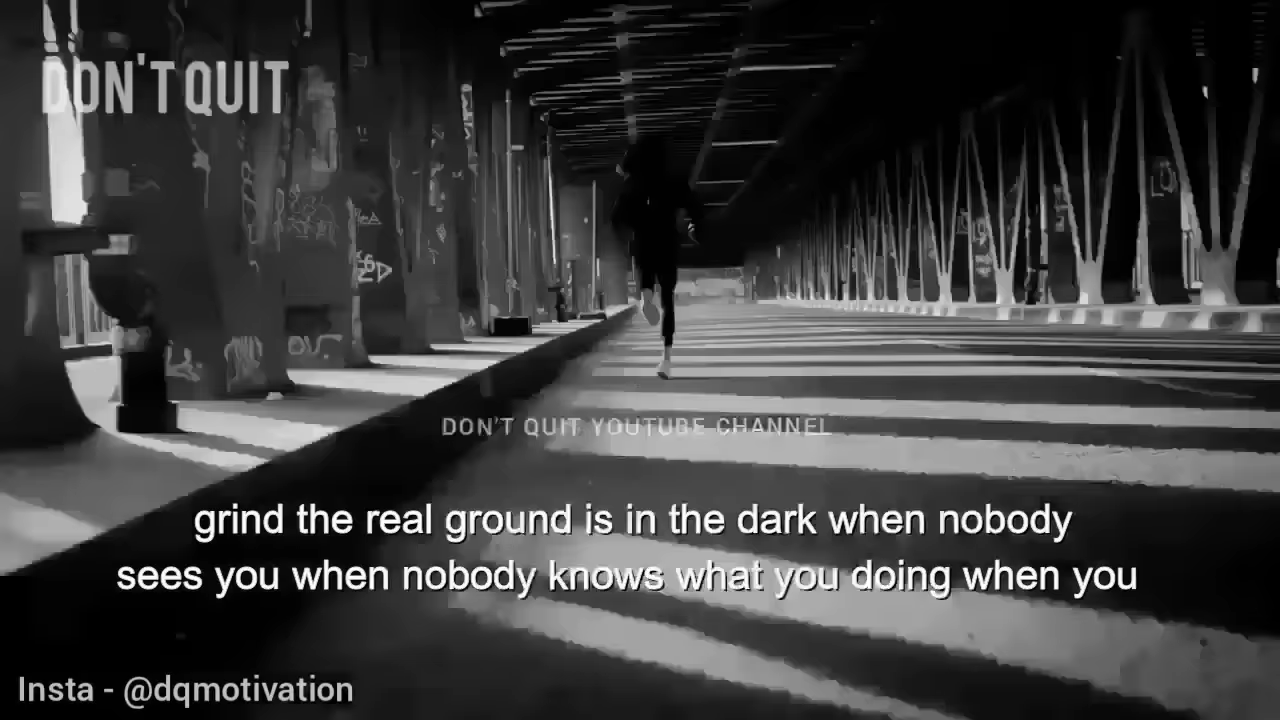 DON'T QUIT
DON'T QUIT YOUTUBE CHANNEL
grind the real ground is in the dark when nobody
sees you when nobody knows what you doing when you
Insta - @dqmotivation